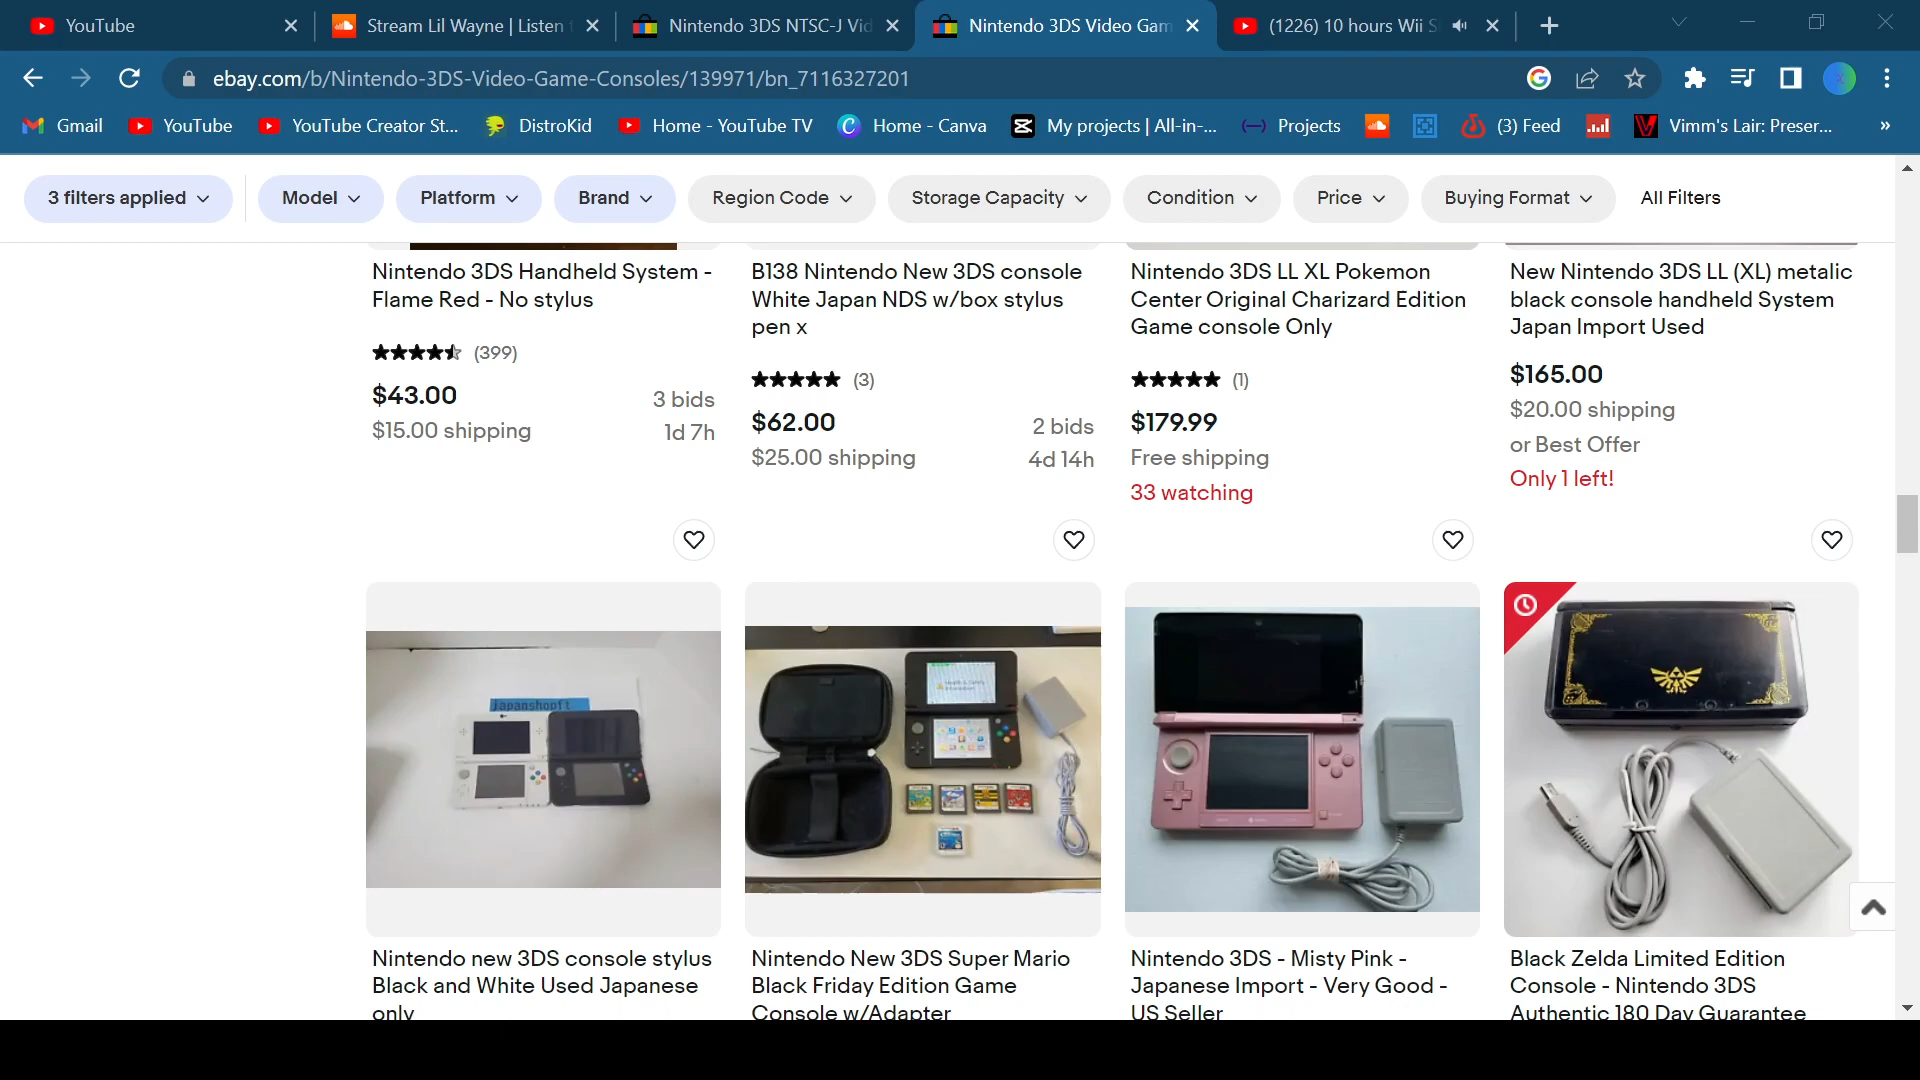 YouTube
Stream Lil Wayne | Listen
Nintendo 3DS NTSC-J Vid
Nintendo 3DS Video Gam
(1226) 10 hours Wii S
ebay.com/b/Nintendo-3DS-Video-Game-Consoles/139971/bn_7116327201
Gmail
YouTube
YouTube Creator St...
DistroKid
Home - YouTube TV
Home - Canva
My projects | All-in-...
Projects
(3) Feed
Vimm's Lair: Preser...
3 filters applied
Model
Platform
Brand
Region Code
Storage Capacity
Condition
Price
Buying Format
All Filters
Nintendo 3DS Handheld System -
Flame Red - No stylus
(399)
$43.00
3 bids
$15.00 shipping
1d 7h
B138 Nintendo New 3DS console
White Japan NDS w/box stylus
pen x
(3)
$62.00
2 bids
$25.00 shipping
4d 14h
Nintendo 3DS LL XL Pokemon
Center Original Charizard Edition
Game console Only
(1)
$179.99
Free shipping
33 watching
New Nintendo 3DS LL (XL) metalic
black console handheld System
Japan Import Used
$165.00
$20.00 shipping
or Best Offer
Only 1 left!
japanshopft
Nintendo new 3DS console stylus
Black and White Used Japanese
only
Nintendo New 3DS Super Mario
Black Friday Edition Game
Console w/Adapter
Nintendo 3DS - Misty Pink -
Japanese Import - Very Good -
US Seller
Black Zelda Limited Edition
Console - Nintendo 3DS
Authentic 180 Day Guarantee